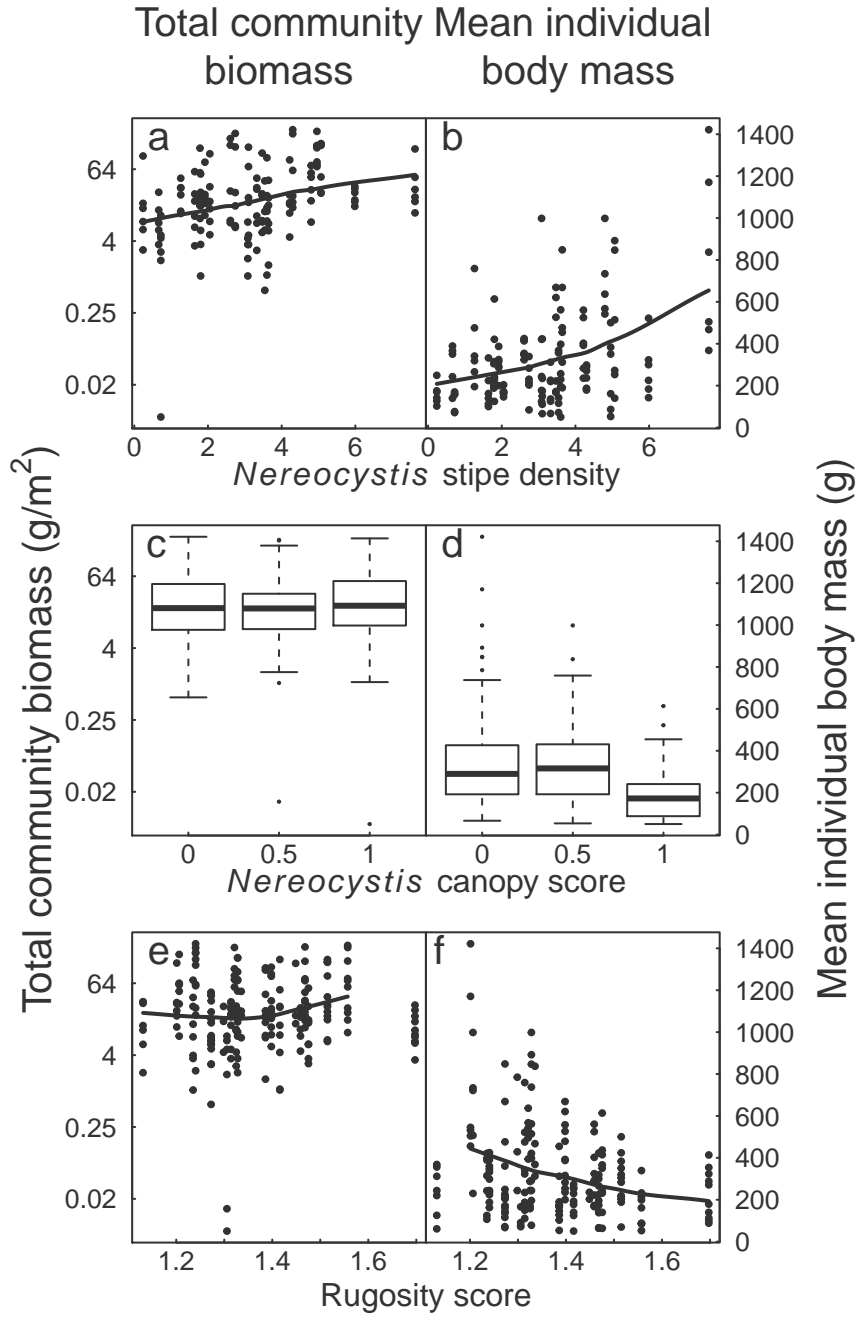 Total community Mean individual
biomass body mass
a b
64
4
0.25
0.02
1400
1200
1000
800
600
400
200
0
0 2 4 6 0 2 4 6
Nereocystis stipe density
Total community biomass (g/m²)
Mean individual body mass (g)
c d
64
4
0.25
0.02
1400
1200
1000
800
600
400
200
0
0 0.5 1 0 0.5 1
Nereocystis canopy score
e f
64
4
0.25
0.02
1400
1200
1000
800
600
400
200
0
1.2 1.4 1.6 1.2 1.4 1.6
Rugosity score